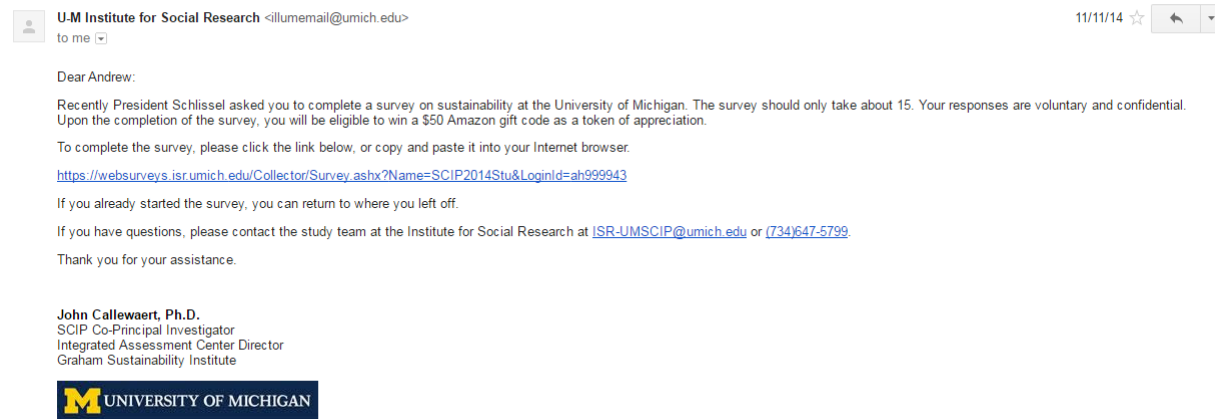 U-M Institute for Social Research <illumemail@umich.edu>
11/11/14
to me
Dear Andrew:
Recently President Schlissel asked you to complete a survey on sustainability at the University of Michigan. The survey should only take about 15. Your responses are voluntary and confidential.
Upon the completion of the survey, you will be eligible to win a $50 Amazon gift code as a token of appreciation.
To complete the survey, please click the link below, or copy and paste it into your Internet browser.
https://websurveys.isr.umich.edu/Collector/Survey.ashx?Name=SCIP2014Stu&LoginId=ah999943
If you already started the survey, you can return to where you left off.
If you have questions, please contact the study team at the Institute for Social Research at ISR-UMSCIP@umich.edu or (734)647-5799.
Thank you for your assistance.
John Callewaert, Ph.D.
SCIP Co-Principal Investigator
Integrated Assessment Center Director
Graham Sustainability Institute
M UNIVERSITY OF MICHIGAN